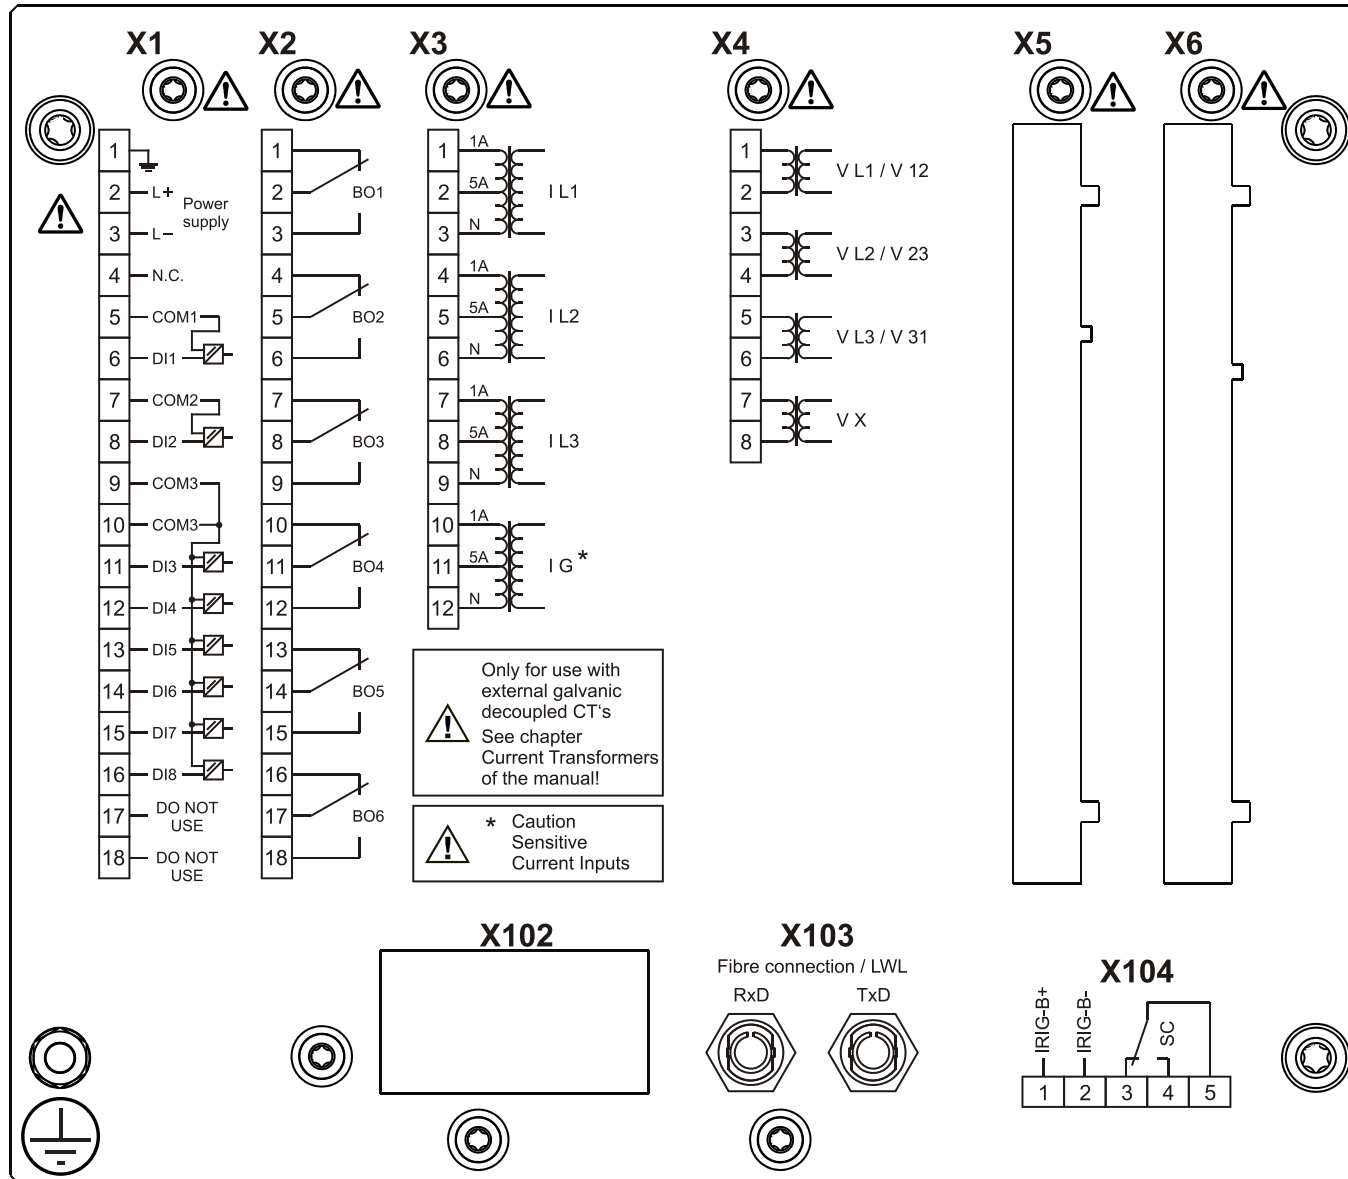 X1
X2
X3
X4
X5
X6
1
2 L+
Power
supply
3 L-
4 N.C.
5 COM1
6 DI1
7 COM2
8 DI2
9 COM3
10 COM3
11 DI3
12 DI4
13 DI5
14 DI6
15 DI7
16 DI8
17 DO NOT
USE
18 DO NOT
USE
1
2 BO1
3
4
5 BO2
6
7
8 BO3
9
10
11 BO4
12
13
14 BO5
15
16
17 BO6
18
1 1A
2 5A I L1
3 N
4 1A
5 5A I L2
6 N
7 1A
8 5A I L3
9 N
10 1A
11 5A I G *
12 N
Only for use with
external galvanic
decoupled CT's
See chapter
Current Transformers
of the manual!
* Caution
Sensitive
Current Inputs
1
V L1 / V 12
2
3
V L2 / V 23
4
5
V L3 / V 31
6
7
V X
8
X102
X103
Fibre connection / LWL
RxD TxD
X104
IRIG-B+
IRIG-B-
SC
1 2 3 4 5